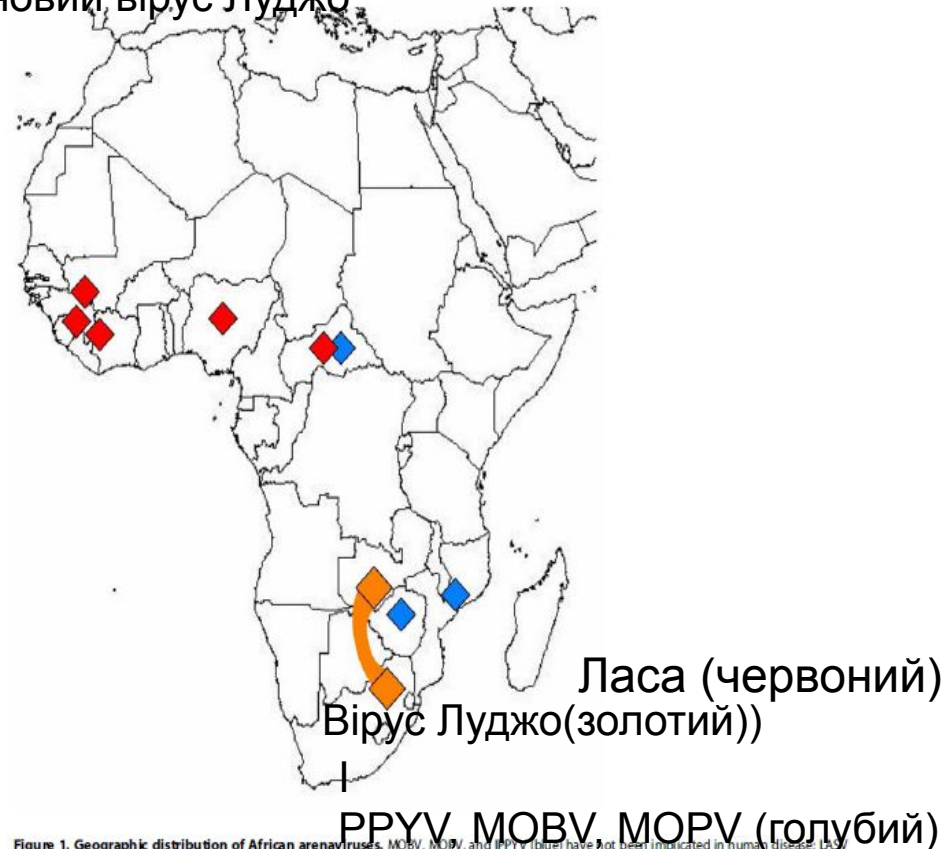 новий вірус Луджо
Ласа (червоний)
Вірус Луджо(золотий))
І
PPYV, MOBV, MOPV (голубий)
Figure 1. Geographic distribution of African arenaviruses. MOBV, MOPV, and IPPYV (blue) have not been implicated in human disease; LASV